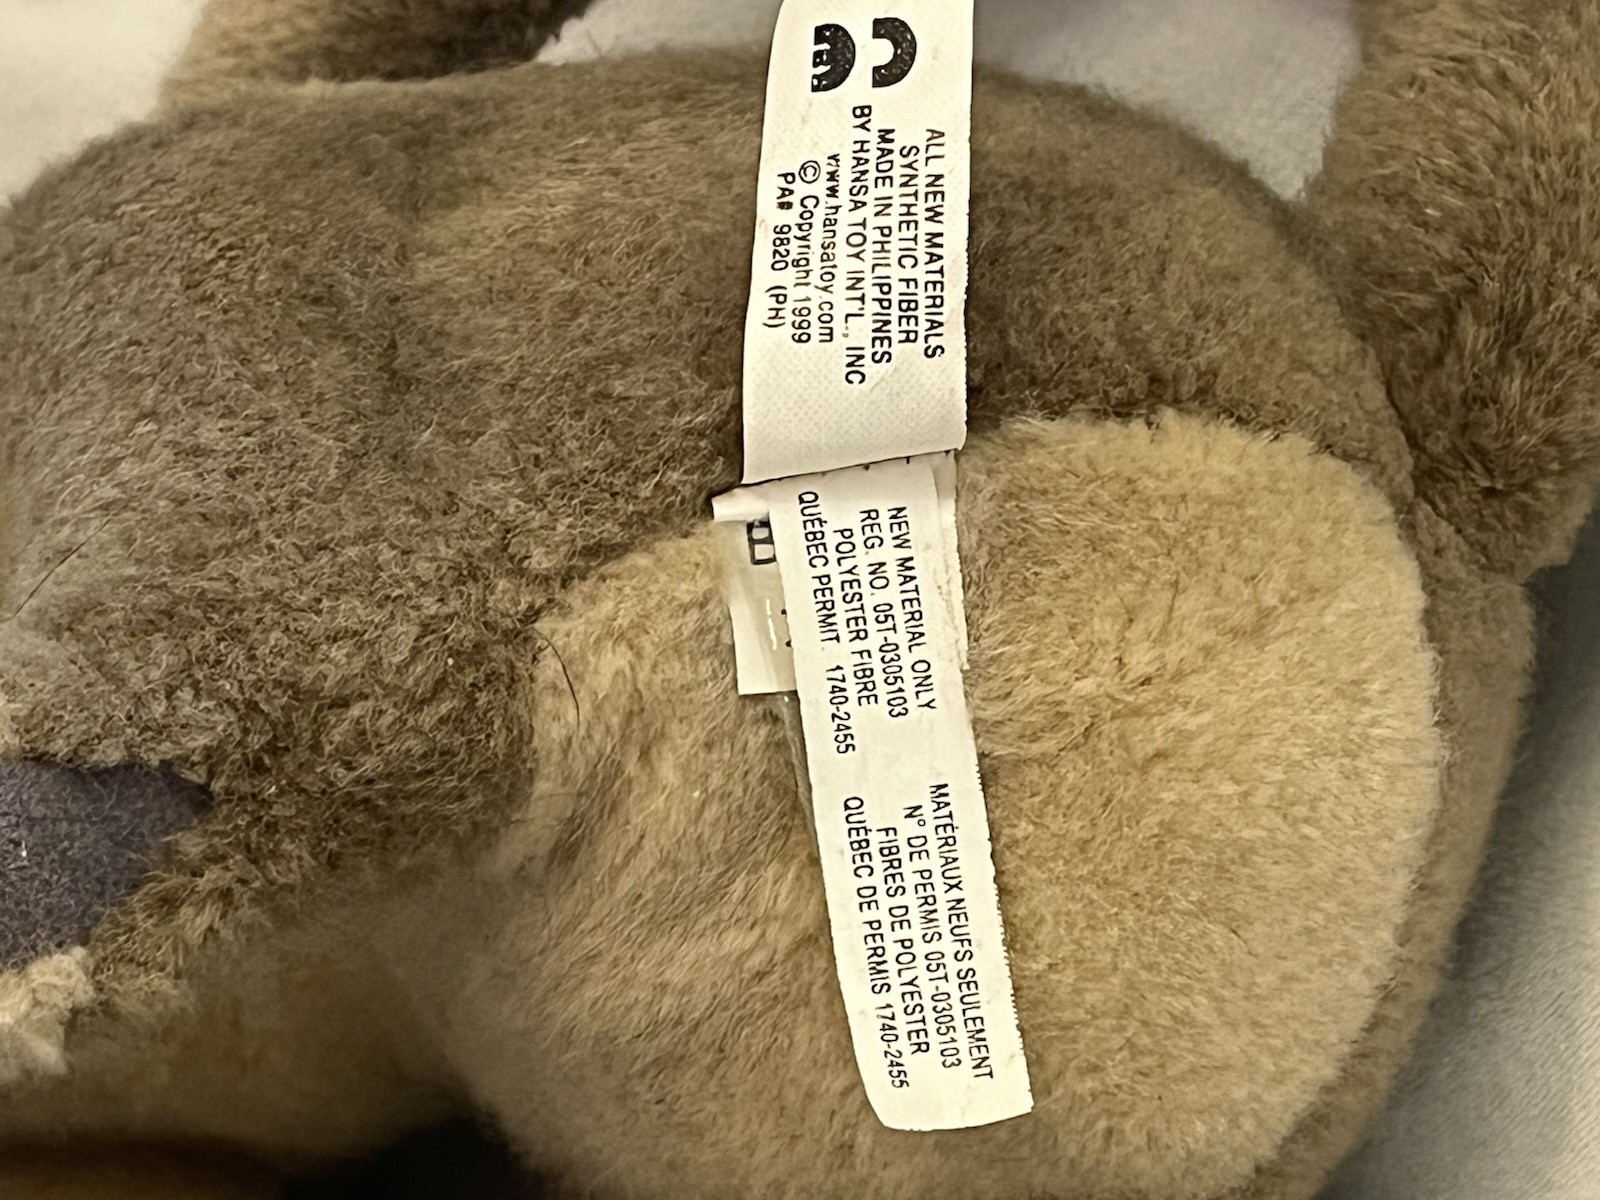 ALL NEW MATERIALS
SYNTHETIC FIBER
MADE IN PHILIPPINES
BY HANSA TOY INT'L., INC
www.hansatoy.com
© Copyright 1999
PA# 9820 (PH)
NEW MATERIAL ONLY
REG. NO. 05T-0305103
POLYESTER FIBRE
QUÉBEC PERMIT. 1740-2455
MATÉRIAUX NEUFS SEULEMENT
N° DE PERMIS 05T-0305103
FIBRES DE POLYESTER
QUÉBEC DE PERMIS 1740-2455